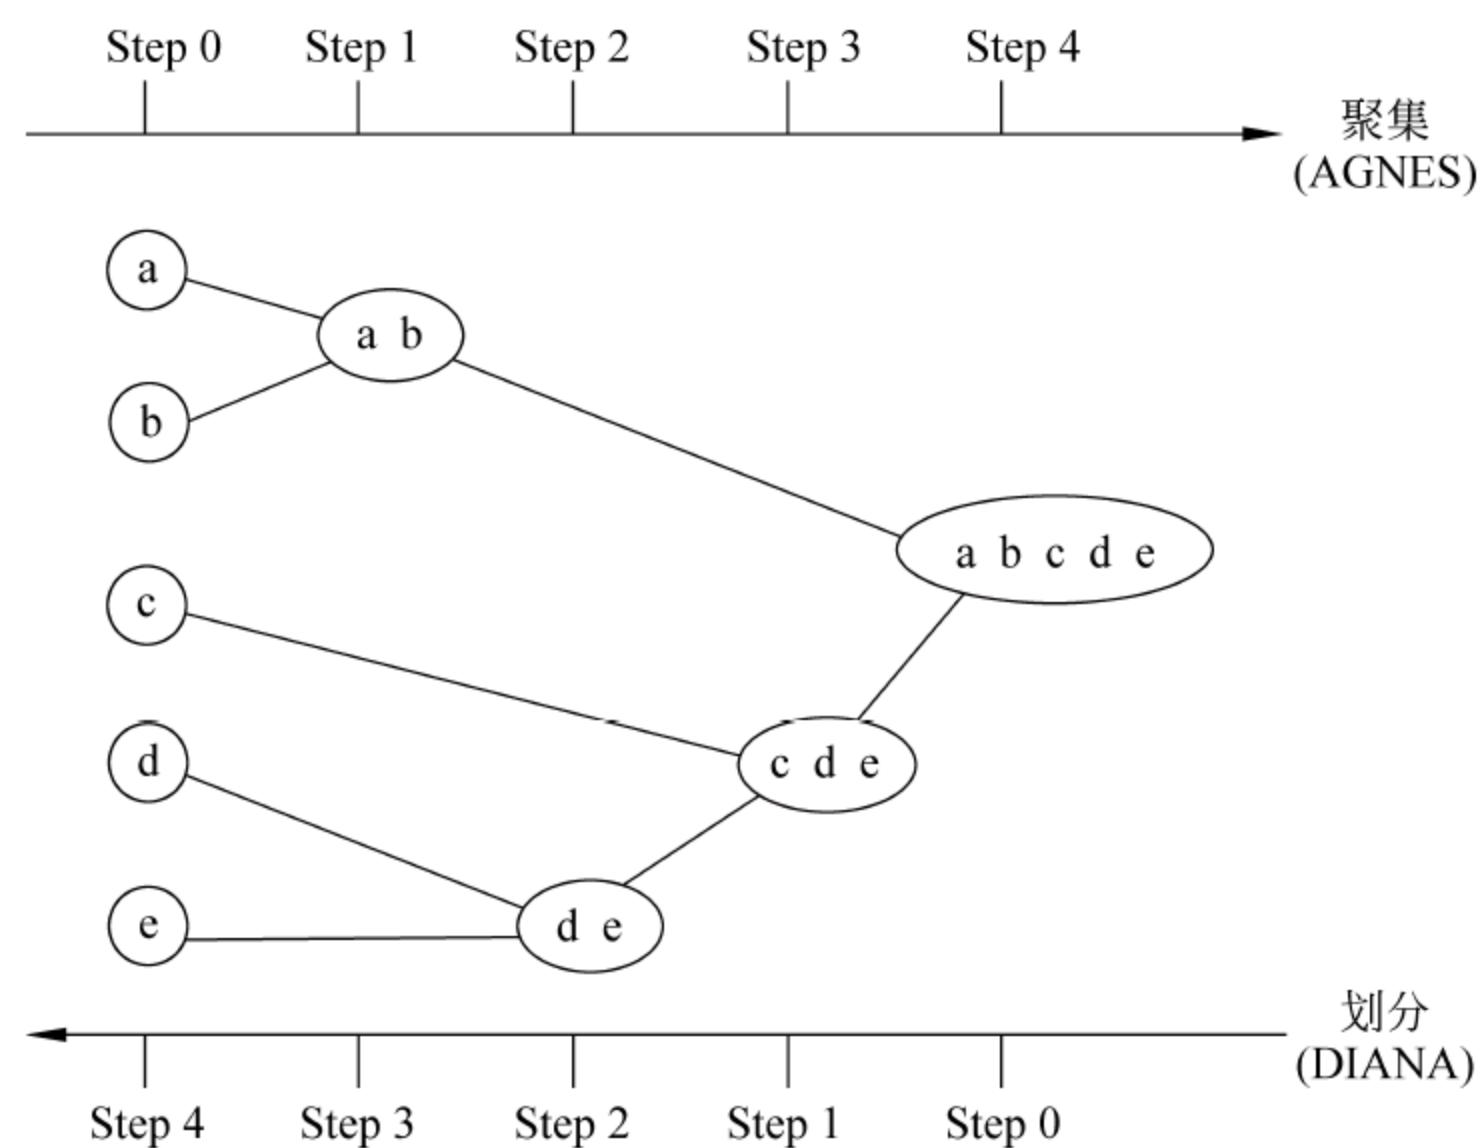 Step 0 Step 1 Step 2 Step 3 Step 4
聚集
(AGNES)
a
a b
b
a b c d e
c
d
c d e
e
d e
划分
(DIANA)
Step 4 Step 3 Step 2 Step 1 Step 0